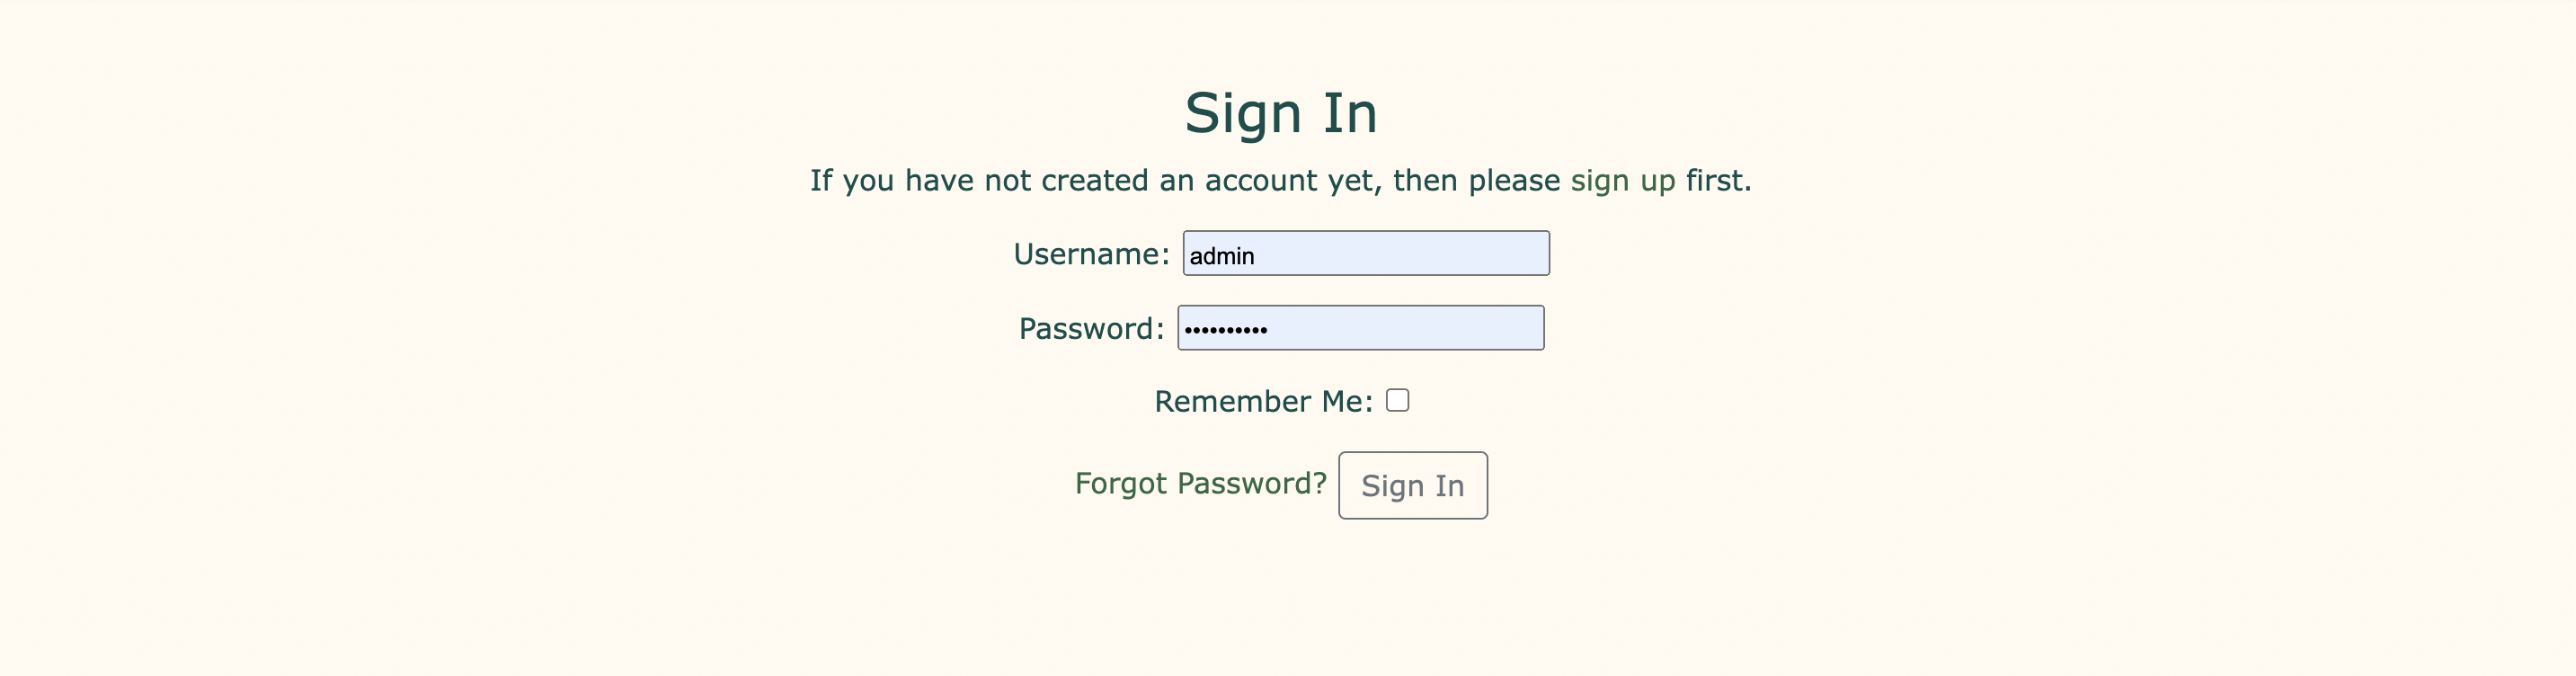 Sign In
If you have not created an account yet, then please sign up first.
Username: admin
Password: ••••••••••
Remember Me:
Forgot Password? Sign In